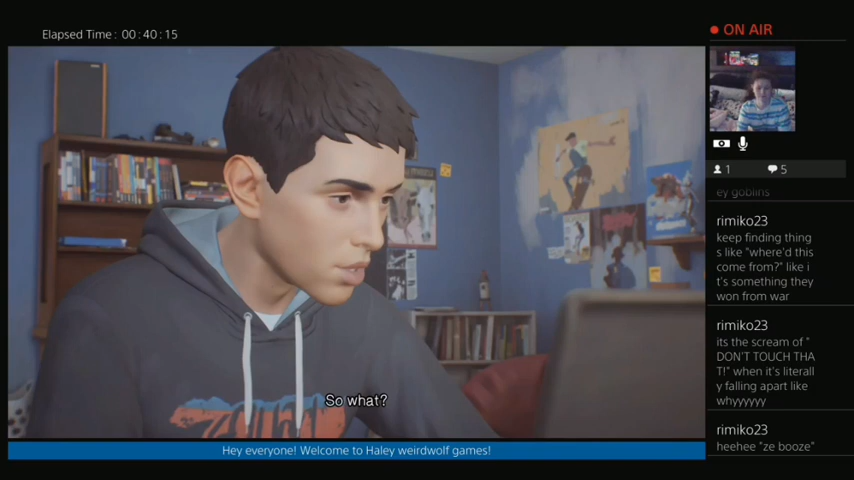 Elapsed Time : 00:40:15
ON AIR
1
5
ey goblins
rimiko23
keep finding thing
s like "where'd this
come from?" like i
t's something they
won from war
rimiko23
its the scream of "
DON'T TOUCH THA
T!" when it's literall
y falling apart like
whyyyyyy
rimiko23
heehee "ze booze"
So what?
Hey everyone! Welcome to Haley weirdwolf games!